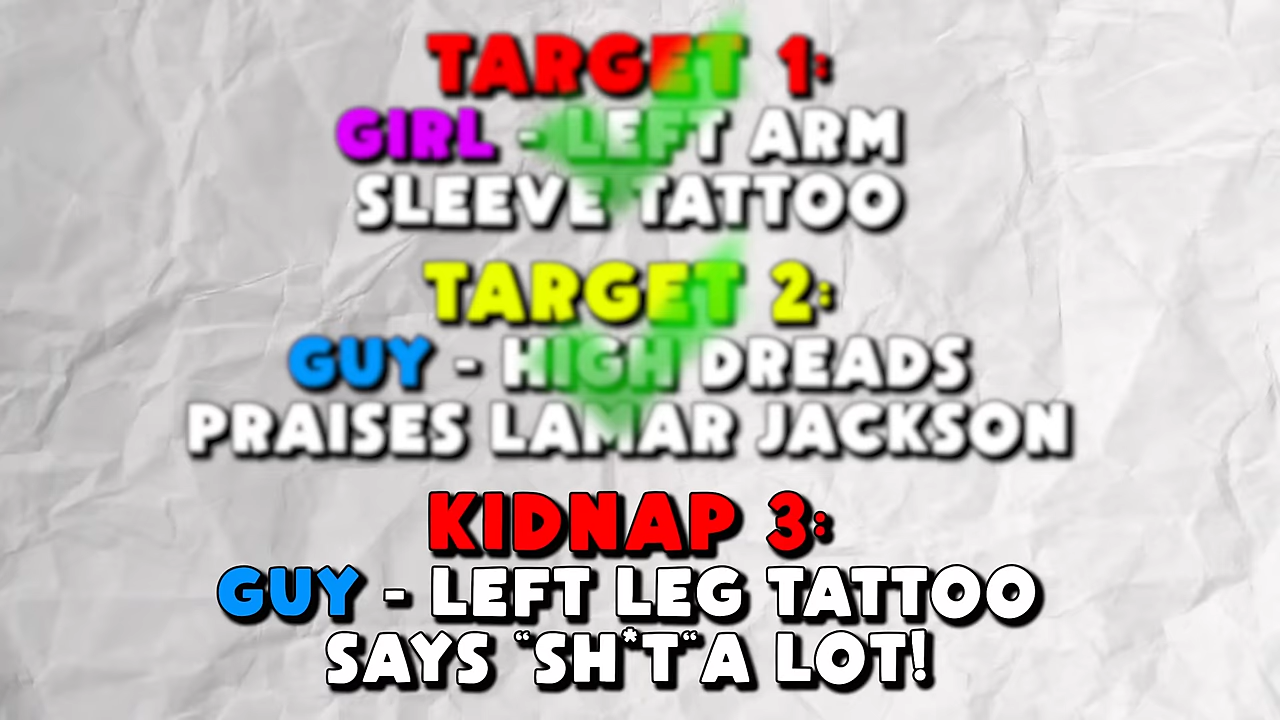 TARGET 1:
GIRL - LEFT ARM
SLEEVE TATTOO
TARGET 2:
GUY - HIGH DREADS
PRAISES LAMAR JACKSON
KIDNAP 3:
GUY - LEFT LEG TATTOO
SAYS “SH*T“A LOT!